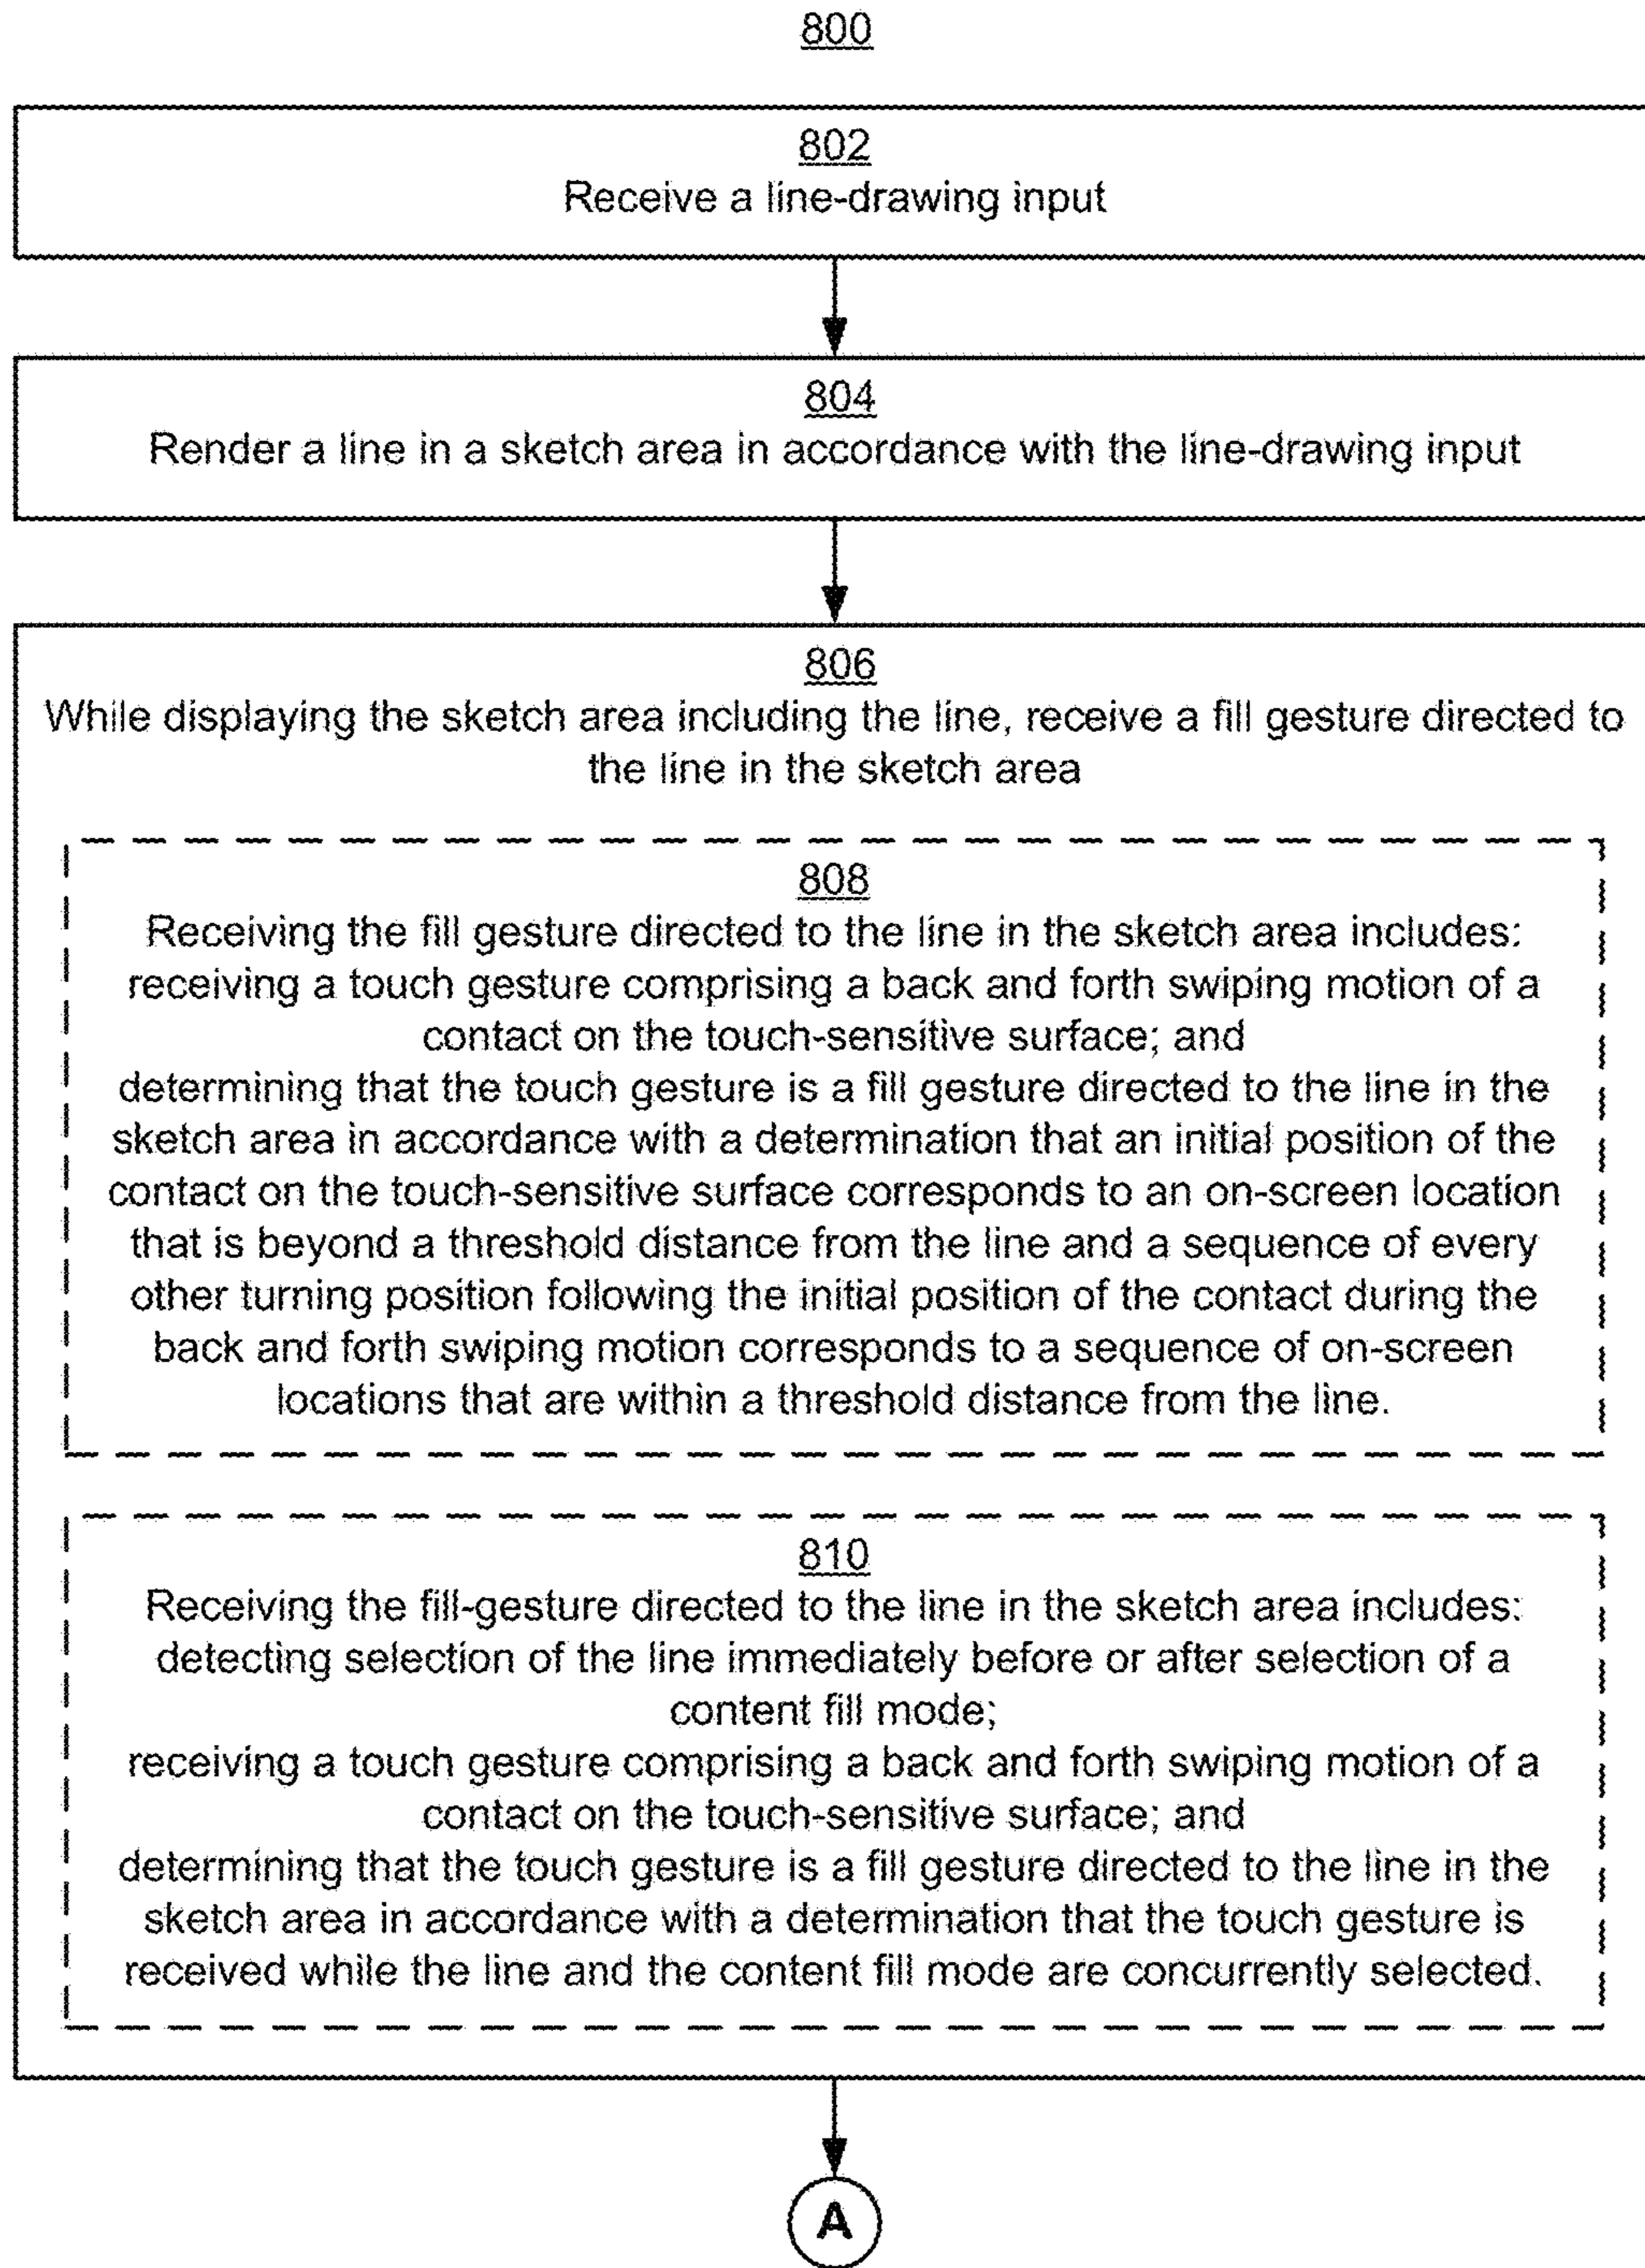 800
802
Receive a line-drawing input
804
Render a line in a sketch area in accordance with the line-drawing input
806
While displaying the sketch area including the line, receive a fill gesture directed to
the line in the sketch area
808
Receiving the fill gesture directed to the line in the sketch area includes:
receiving a touch gesture comprising a back and forth swiping motion of a
contact on the touch-sensitive surface; and
determining that the touch gesture is a fill gesture directed to the line in the
sketch area in accordance with a determination that an initial position of the
contact on the touch-sensitive surface corresponds to an on-screen location
that is beyond a threshold distance from the line and a sequence of every
other turning position following the initial position of the contact during the
back and forth swiping motion corresponds to a sequence of on-screen
locations that are within a threshold distance from the line.
810
Receiving the fill-gesture directed to the line in the sketch area includes:
detecting selection of the line immediately before or after selection of a
content fill mode;
receiving a touch gesture comprising a back and forth swiping motion of a
contact on the touch-sensitive surface; and
determining that the touch gesture is a fill gesture directed to the line in the
sketch area in accordance with a determination that the touch gesture is
received while the line and the content fill mode are concurrently selected.
A